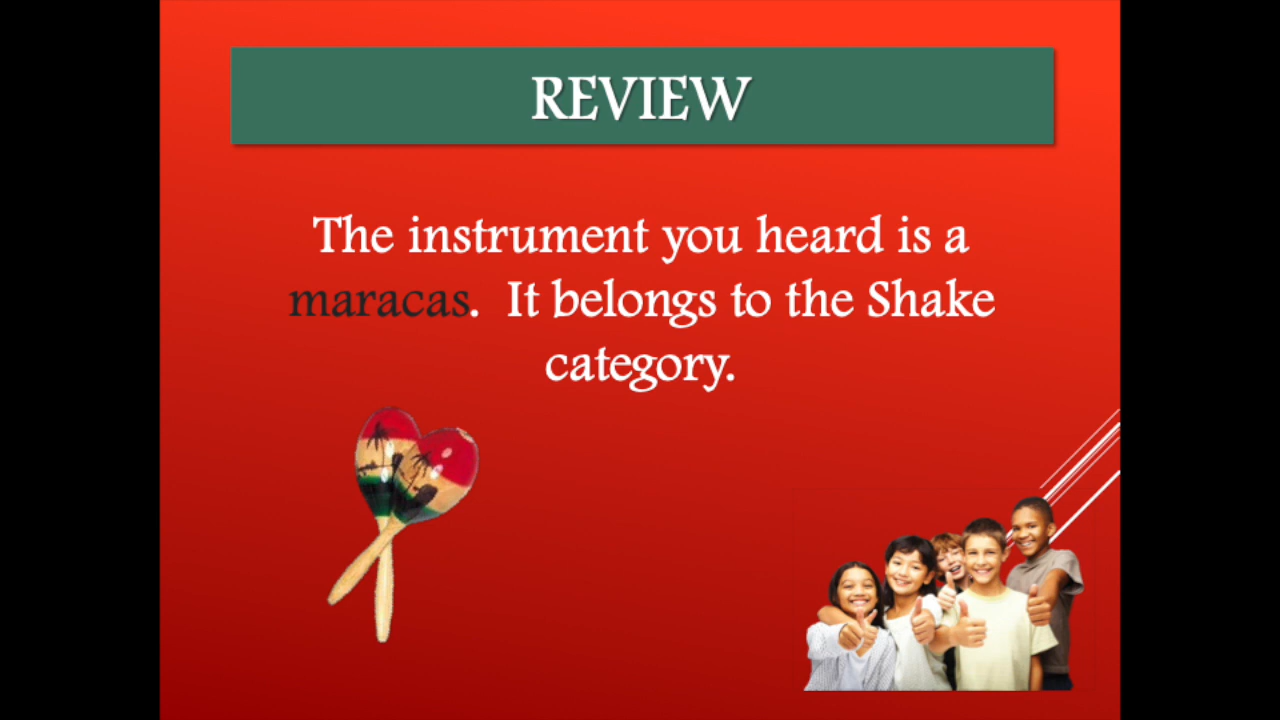 REVIEW
The instrument you heard is a
maracas.  It belongs to the Shake
category.